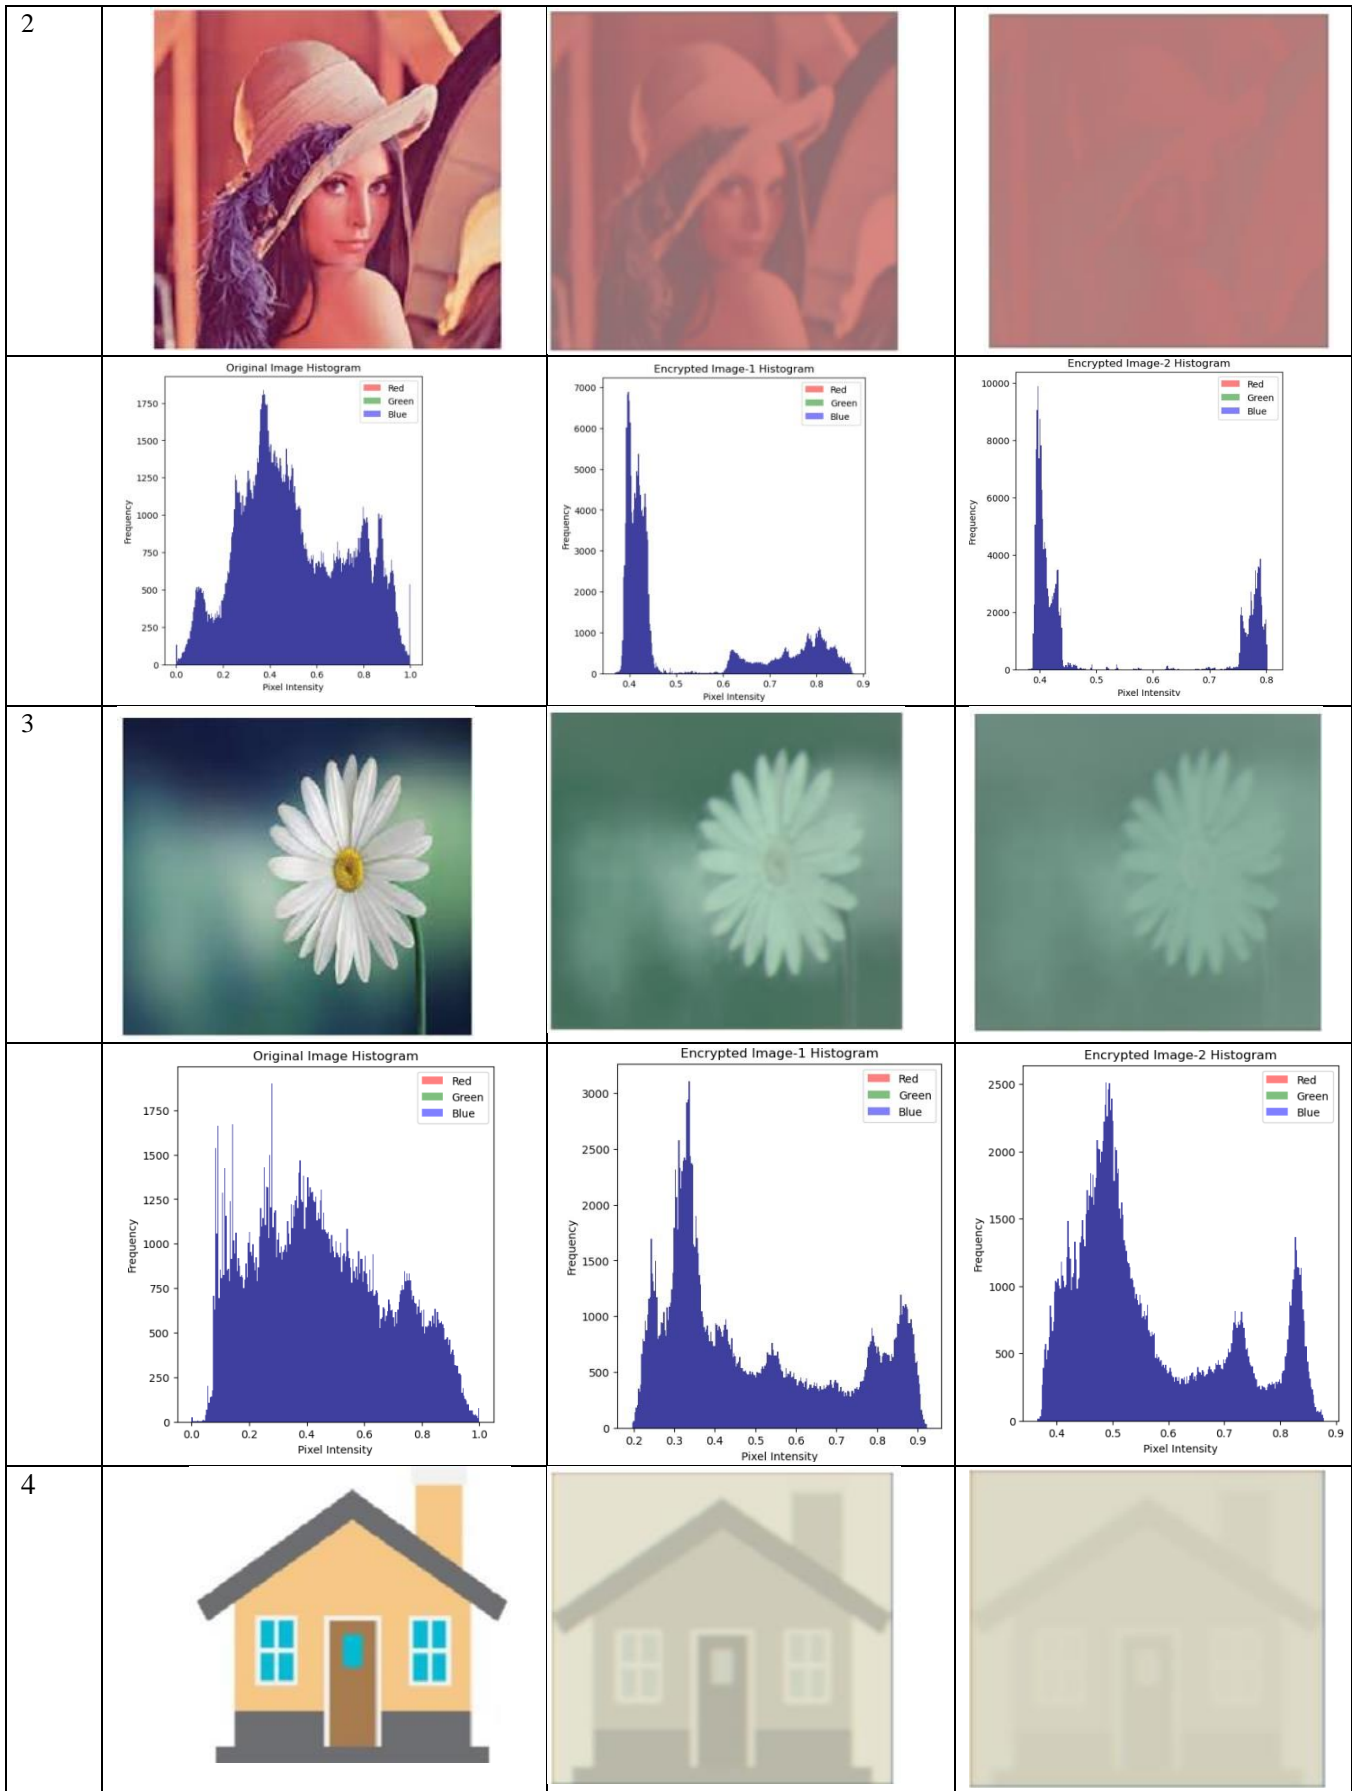 2
Original Image Histogram
Red
Green
Blue
1750
1500
1250
1000
750
500
250
0
Frequency
0.0 0.2 0.4 0.6 0.8 1.0
Pixel Intensity
Encrypted Image-1 Histogram
Red
Green
Blue
7000
6000
5000
4000
3000
2000
1000
0
Frequency
0.4 0.5 0.6 0.7 0.8 0.9
Pixel Intensity
Encrypted Image-2 Histogram
Red
Green
Blue
10000
8000
6000
4000
2000
0
Frequency
0.4 0.5 0.6 0.7 0.8
Pixel Intensity
3
Original Image Histogram
Red
Green
Blue
1750
1500
1250
1000
750
500
250
0
Frequency
0.0 0.2 0.4 0.6 0.8 1.0
Pixel Intensity
Encrypted Image-1 Histogram
Red
Green
Blue
3000
2500
2000
1500
1000
500
0
Frequency
0.2 0.3 0.4 0.5 0.6 0.7 0.8 0.9
Pixel Intensity
Encrypted Image-2 Histogram
Red
Green
Blue
2500
2000
1500
1000
500
0
Frequency
0.4 0.5 0.6 0.7 0.8 0.9
Pixel Intensity
4